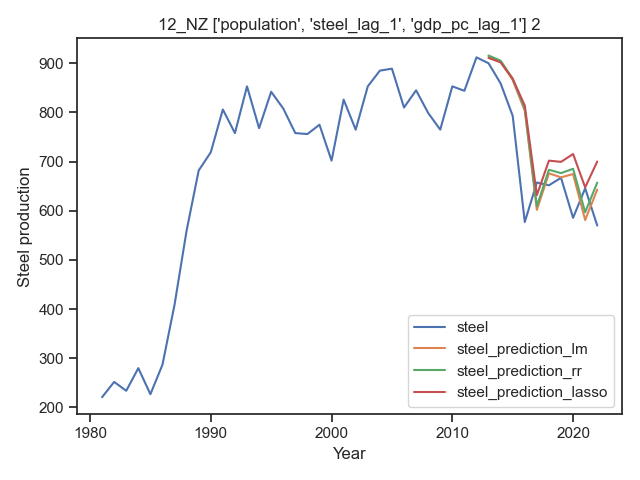 12_NZ ['population', 'steel_lag_1', 'gdp_pc_lag_1'] 2
Steel production
900
800
700
600
500
400
300
200
1980
1990
2000
2010
2020
Year
steel
steel_prediction_lm
steel_prediction_rr
steel_prediction_lasso